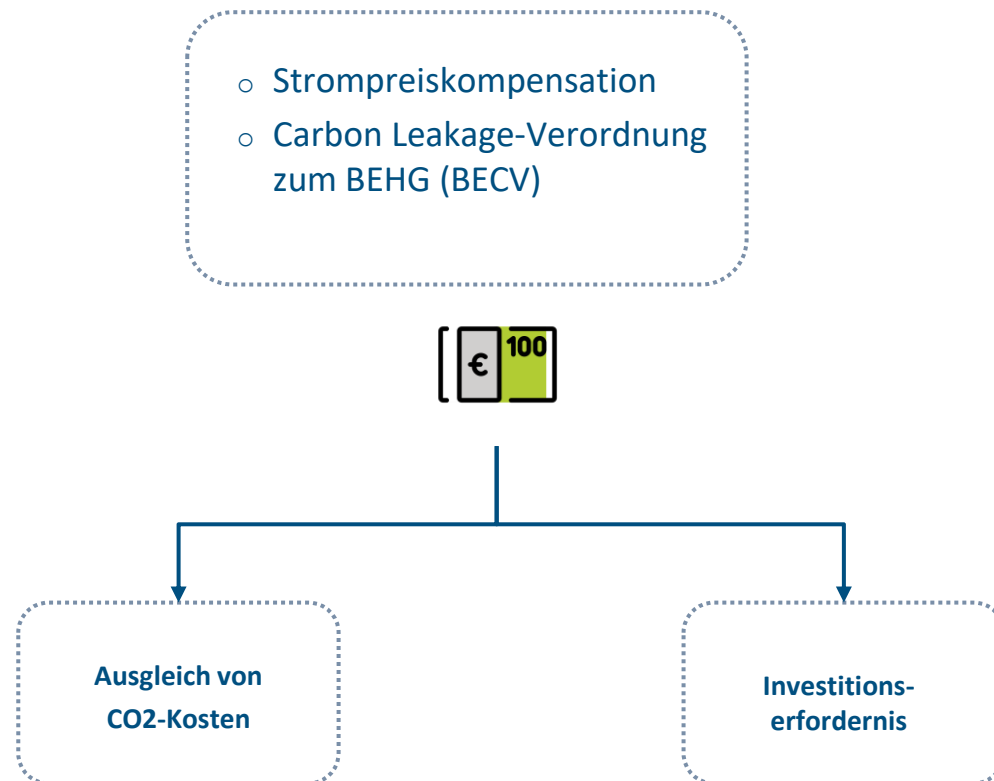 ○ Strompreiskompensation
○ Carbon Leakage-Verordnung
zum BEHG (BECV)
€ 100
Ausgleich von
CO2-Kosten
Investitions-
erfordernis